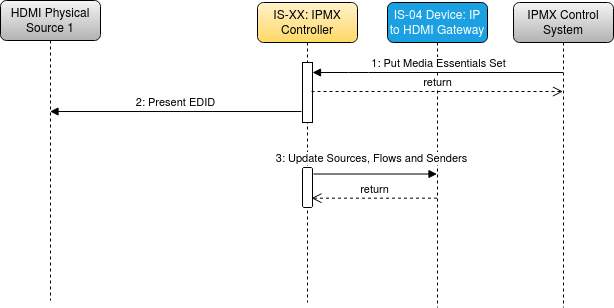 HDMI Physical
Source 1
IS-XX: IPMX
Controller
IS-04 Device: IP
to HDMI Gateway
IPMX Control
System
1: Put Media Essentials Set
return
2: Present EDID
3: Update Sources, Flows and Senders
return